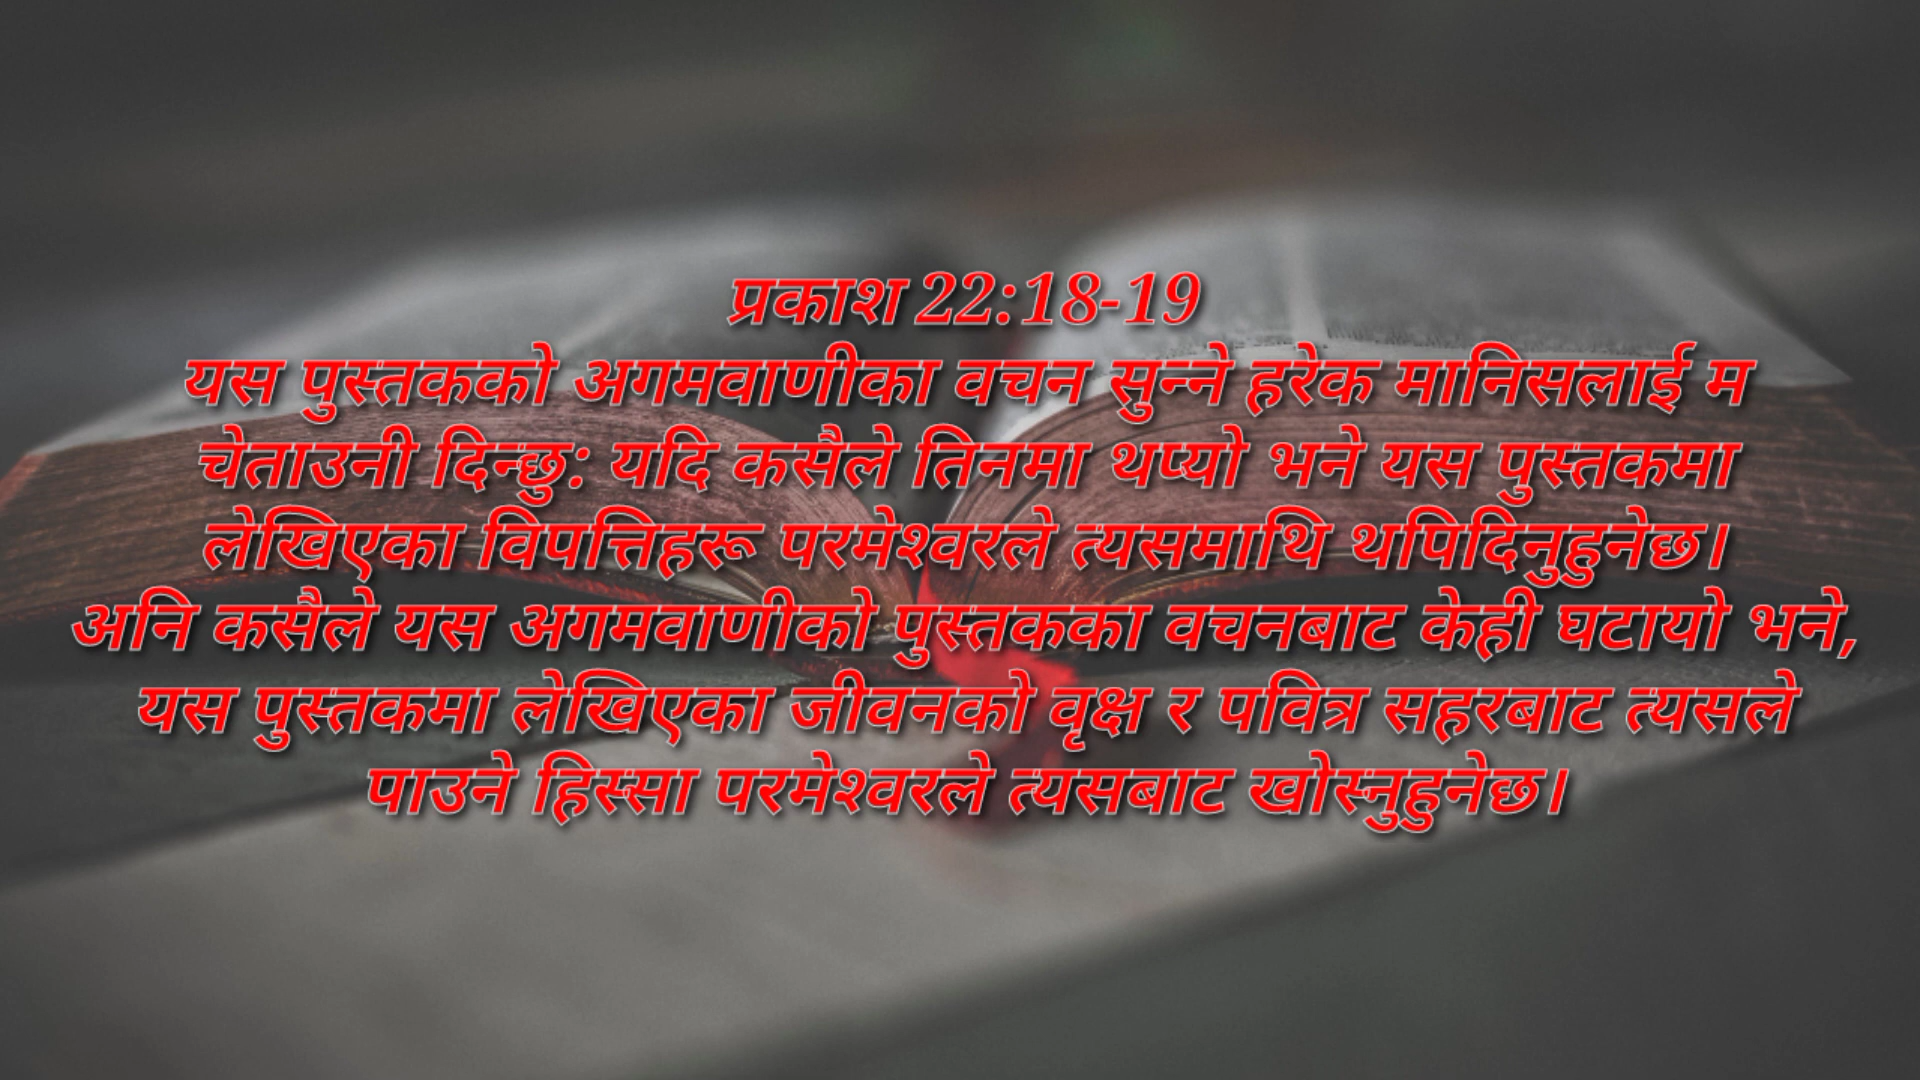 प्रकाश 22:18-19
यस पुस्तकको अगमवाणीका वचन सुन्ने हरेक मानिसलाई म
चेताउनी दिन्छु: यदि कसैले तिनमा थप्यो भने यस पुस्तकमा
लेखिएका विपत्तिहरू परमेश्वरले त्यसमाथि थपिदिनुहुनेछ।
अनि कसैले यस अगमवाणीको पुस्तकका वचनबाट केही घटायो भने,
यस पुस्तकमा लेखिएका जीवनको वृक्ष र पवित्र सहरबाट त्यसले
पाउने हिस्सा परमेश्वरले त्यसबाट खोस्नुहुनेछ।